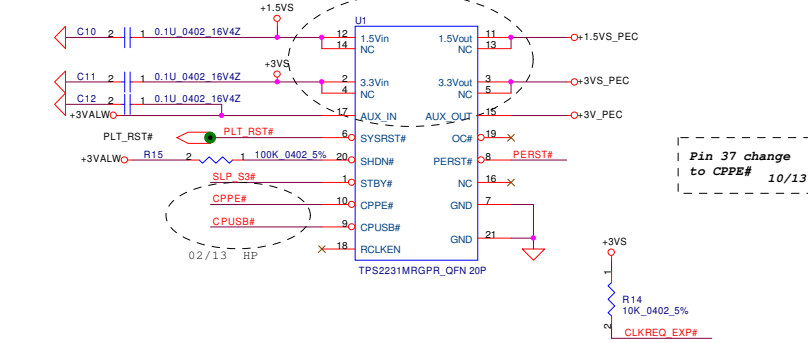 +1.5VS
U1
C10 2 1 0.1U_0402_16V4Z
12 1.5Vin 1.5Vout 11 +1.5VS_PEC
14 NC NC 13
+3VS
C11 2 1 0.1U_0402_16V4Z
2 3.3Vin 3.3Vout 3 +3VS_PEC
4 NC NC 5
C12 2 1 0.1U_0402_16V4Z
+3VALW 17 AUX_IN AUX_OUT 15 +3V_PEC
PLT_RST# PLT_RST# 6 SYSRST# OC# 19
+3VALW R15 2 1 100K_0402_5% 20 SHDN# PERST# 8 PERST#
SLP_S3# 1 STBY# NC 16
CPPE# 10 CPPE# GND 7
CPUSB# 9 CPUSB#
GND 21
18 RCLKEN
02/13 HP
TPS2231MRGPR_QFN 20P
Pin 37 change
to CPPE# 10/13
+3VS
1
R14
10K_0402_5%
2
CLKREQ_EXP#